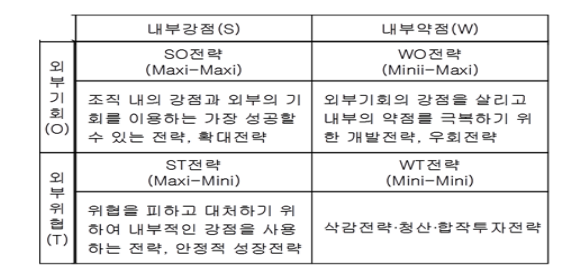 내부강점(S) 내부약점(W)
외부기회(O)
SO전략
(Maxi-Maxi)
WO전략
(Minii-Maxi)
조직 내의 강점과 외부의 기
회를 이용하는 가장 성공할
수 있는 전략, 확대전략
외부기회의 강점을 살리고
내부의 약점를 극복하기 위
한 개발전략, 우회전략
외부위협(T)
ST전략
(Maxi-Mini)
WT전략
(Mini-Mini)
위협을 피하고 대처하기 위
하여 내부적인 강점을 사용
하는 전략, 안정적 성장전략
삭감전략·청산·합작투자전략